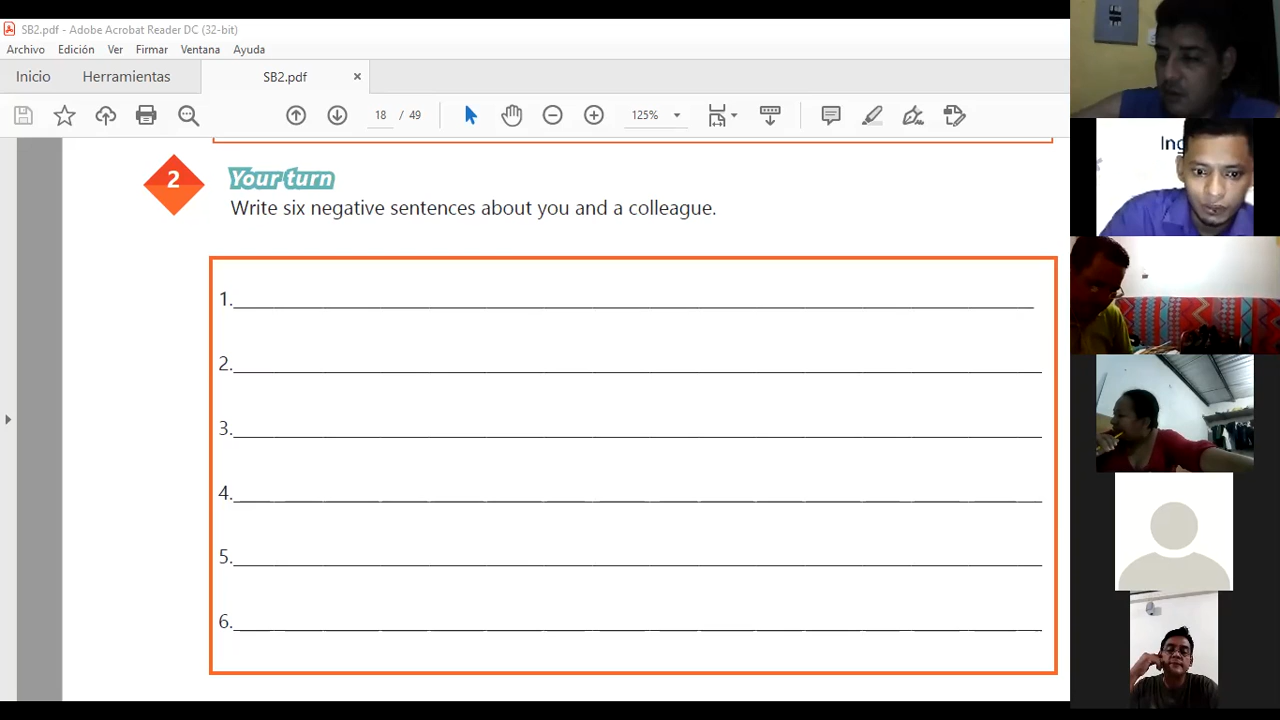 SB2.pdf - Adobe Acrobat Reader DC (32-bit)
Archivo Edición Ver Firmar Ventana Ayuda
Inicio Herramientas SB2.pdf ×
18 / 49 125%
2 Your turn
Write six negative sentences about you and a colleague.
1.
2.
3.
4.
5.
6.